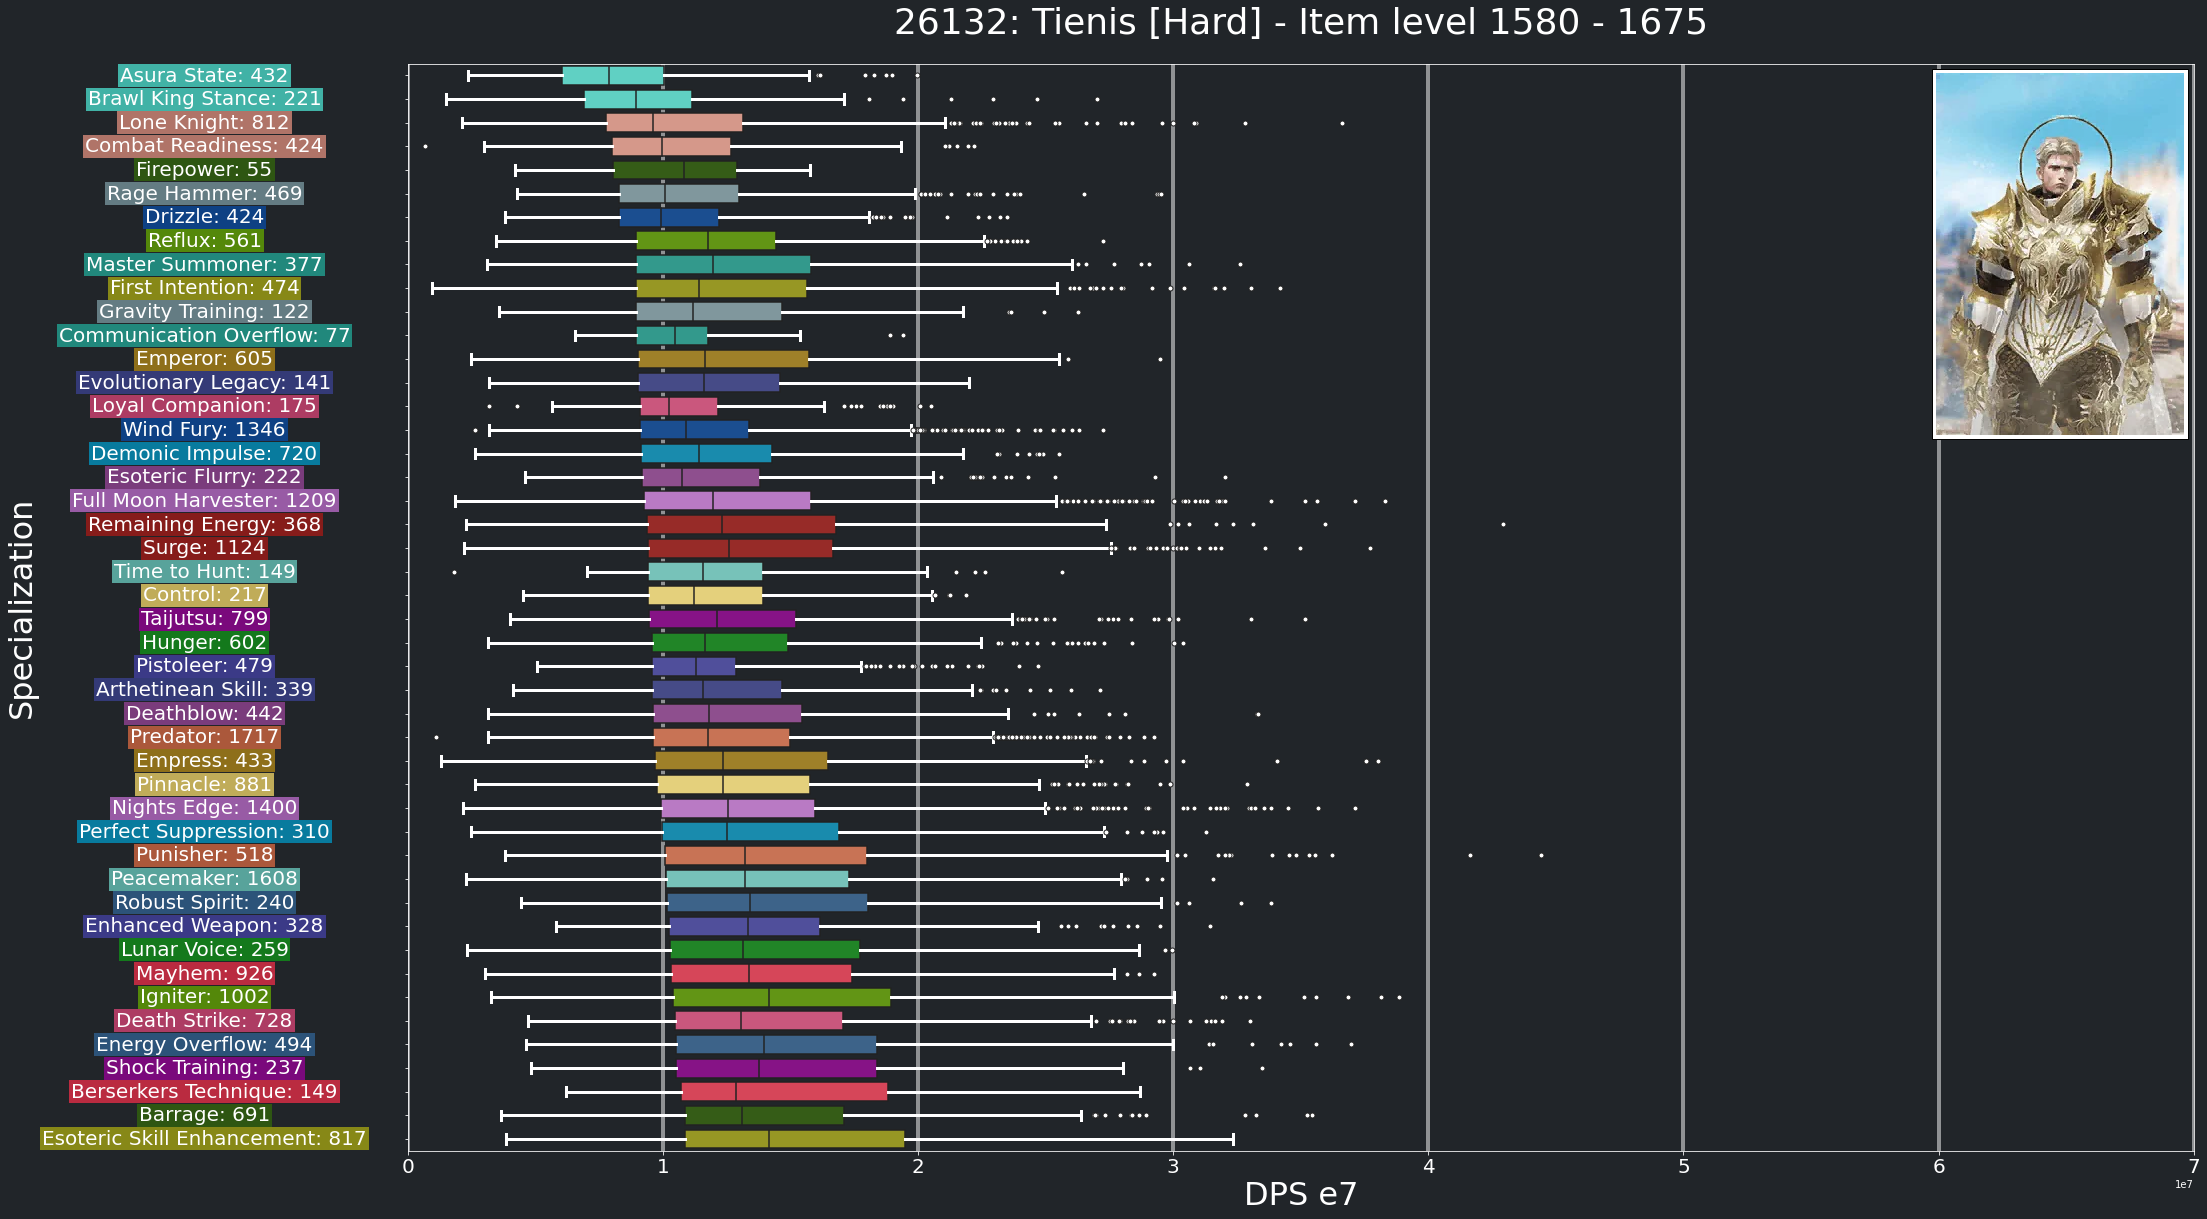 26132: Tienis [Hard] - Item level 1580 - 1675
Asura State: 432
Brawl King Stance: 221
Lone Knight: 812
Combat Readiness: 424
Firepower: 55
Rage Hammer: 469
Drizzle: 424
Reflux: 561
Master Summoner: 377
First Intention: 474
Gravity Training: 122
Communication Overflow: 77
Emperor: 605
Evolutionary Legacy: 141
Loyal Companion: 175
Wind Fury: 1346
Demonic Impulse: 720
Esoteric Flurry: 222
Full Moon Harvester: 1209
Remaining Energy: 368
Surge: 1124
Time to Hunt: 149
Control: 217
Taijutsu: 799
Hunger: 602
Pistoleer: 479
Arthetinean Skill: 339
Deathblow: 442
Predator: 1717
Empress: 433
Pinnacle: 881
Nights Edge: 1400
Perfect Suppression: 310
Punisher: 518
Peacemaker: 1608
Robust Spirit: 240
Enhanced Weapon: 328
Lunar Voice: 259
Mayhem: 926
Igniter: 1002
Death Strike: 728
Energy Overflow: 494
Shock Training: 237
Berserkers Technique: 149
Barrage: 691
Esoteric Skill Enhancement: 817
Specialization
0 1 2 3 4 5 6 7
1e7
DPS e7